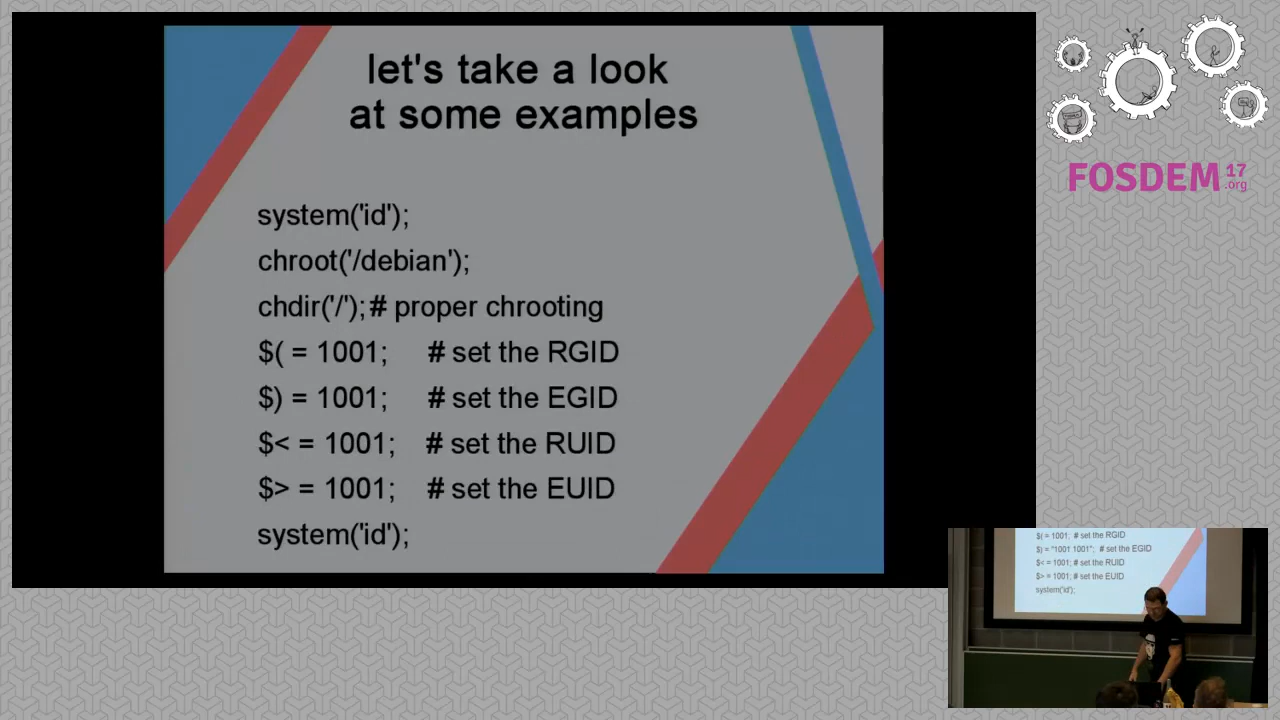 let's take a look
at some examples
system('id');
chroot('/debian');
chdir('/'); # proper chrooting
$( = 1001; # set the RGID
$) = 1001; # set the EGID
$< = 1001; # set the RUID
$> = 1001; # set the EUID
system('id');
FOSDEM 17
.org
$( = 1001; # set the RGID
$) = "1001 1001"; # set the EGID
$< = 1001; # set the RUID
$> = 1001; # set the EUID
system('id');